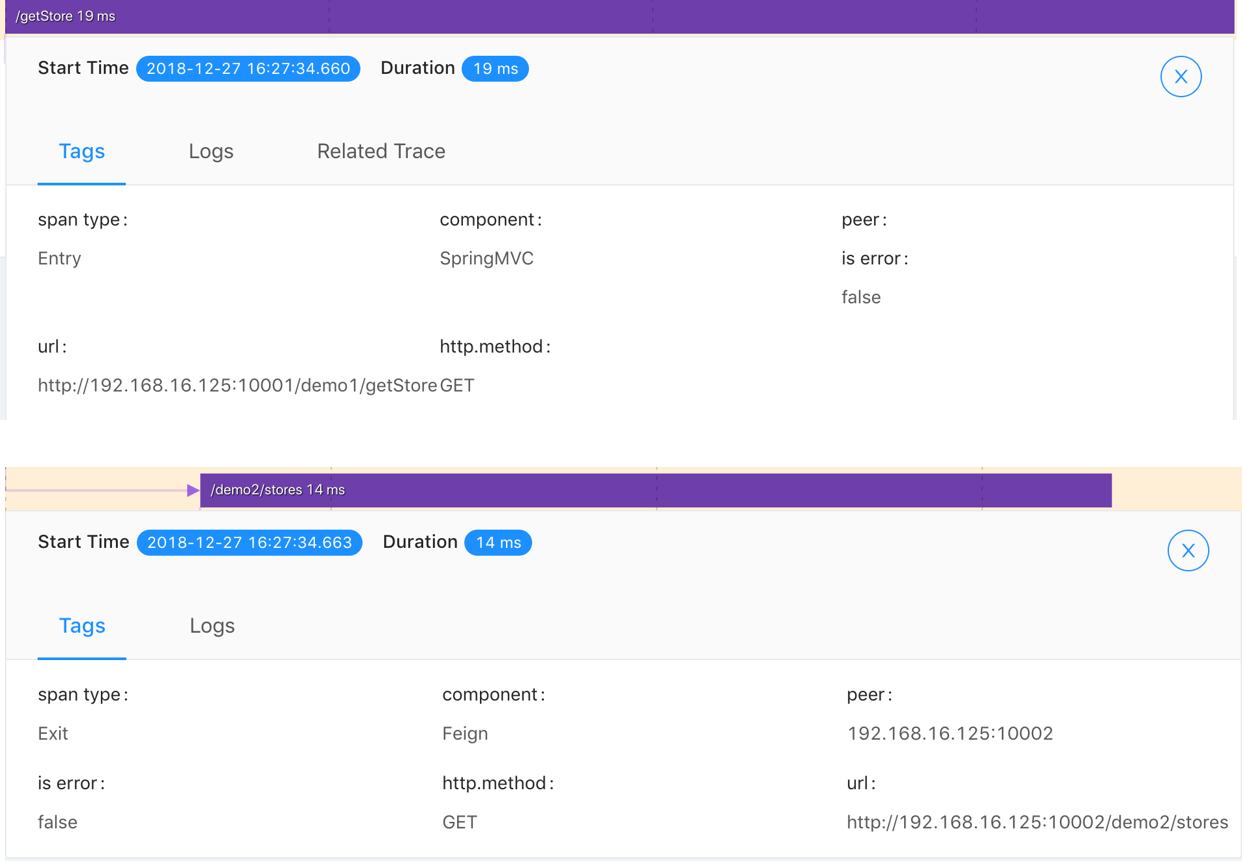 /getStore 19 ms
Start Time 2018-12-27 16:27:34.660 Duration 19 ms X
Tags Logs Related Trace
span type: component: peer:
Entry SpringMVC is error:
false
url: http.method:
http://192.168.16.125:10001/demo1/getStore GET
/demo2/stores 14 ms
Start Time 2018-12-27 16:27:34.663 Duration 14 ms X
Tags Logs
span type: component: peer:
Exit Feign 192.168.16.125:10002
is error: http.method: url:
false GET http://192.168.16.125:10002/demo2/stores